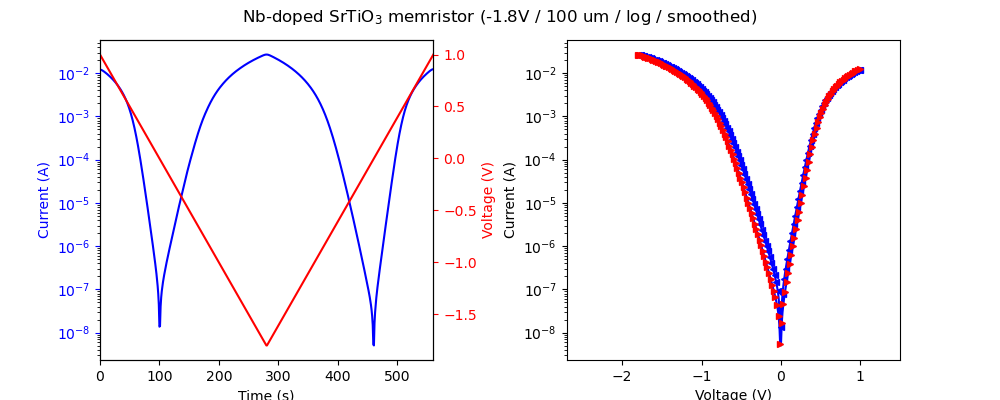 Nb-doped SrTiO₃ memristor (-1.8V / 100 um / log / smoothed)
Current (A)
10⁻²
10⁻³
10⁻⁴
10⁻⁵
10⁻⁶
10⁻⁷
10⁻⁸
0 100 200 300 400 500
Time (s)
1.0
0.5
0.0
−0.5
−1.0
−1.5
Voltage (V)
Current (A)
10⁻²
10⁻³
10⁻⁴
10⁻⁵
10⁻⁶
10⁻⁷
10⁻⁸
−2 −1 0 1
Voltage (V)